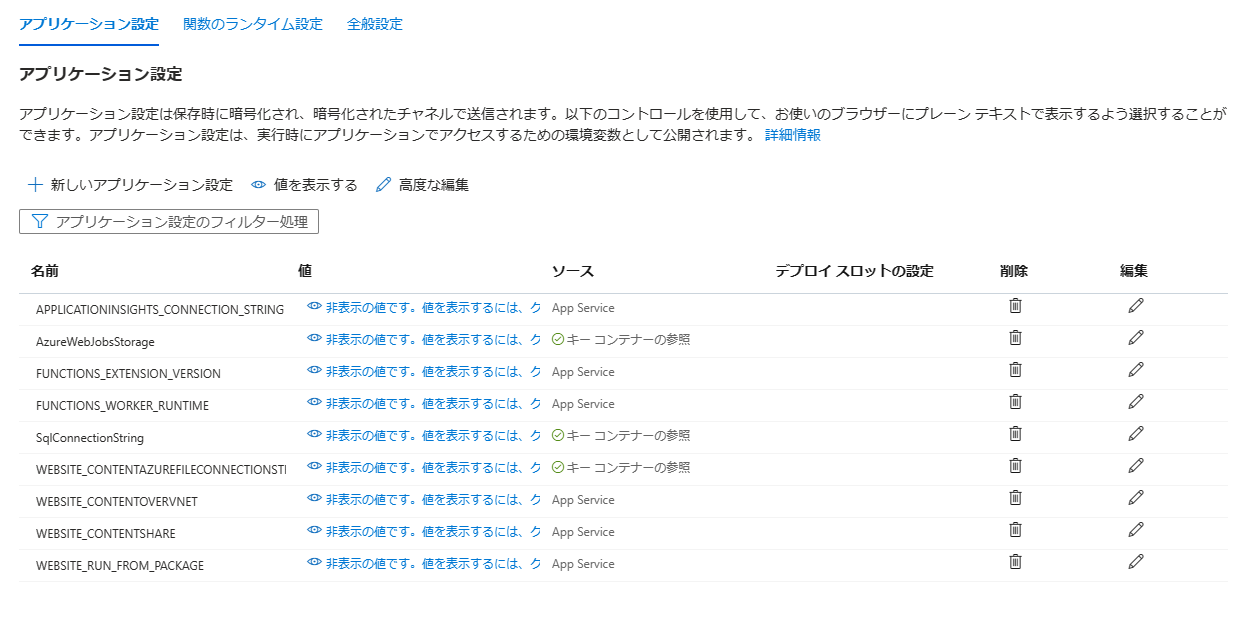 アプリケーション設定 関数のランタイム設定 全般設定
アプリケーション設定
アプリケーション設定は保存時に暗号化され、暗号化されたチャネルで送信されます。以下のコントロールを使用して、お使いのブラウザーにプレーン テキストで表示するよう選択することが
できます。アプリケーション設定は、実行時にアプリケーションでアクセスするための環境変数として公開されます。 詳細情報
新しいアプリケーション設定 値を表示する 高度な編集
アプリケーション設定のフィルター処理
名前 値 ソース デプロイ スロットの設定 削除 編集
APPLICATIONINSIGHTS_CONNECTION_STRING 非表示の値です。値を表示するには、ク App Service
AzureWebJobsStorage 非表示の値です。値を表示するには、ク キー コンテナーの参照
FUNCTIONS_EXTENSION_VERSION 非表示の値です。値を表示するには、ク App Service
FUNCTIONS_WORKER_RUNTIME 非表示の値です。値を表示するには、ク App Service
SqlConnectionString 非表示の値です。値を表示するには、ク キー コンテナーの参照
WEBSITE_CONTENTAZUREFILECONNECTIONSTI 非表示の値です。値を表示するには、ク キー コンテナーの参照
WEBSITE_CONTENTOVERVNET 非表示の値です。値を表示するには、ク App Service
WEBSITE_CONTENTSHARE 非表示の値です。値を表示するには、ク App Service
WEBSITE_RUN_FROM_PACKAGE 非表示の値です。値を表示するには、ク App Service